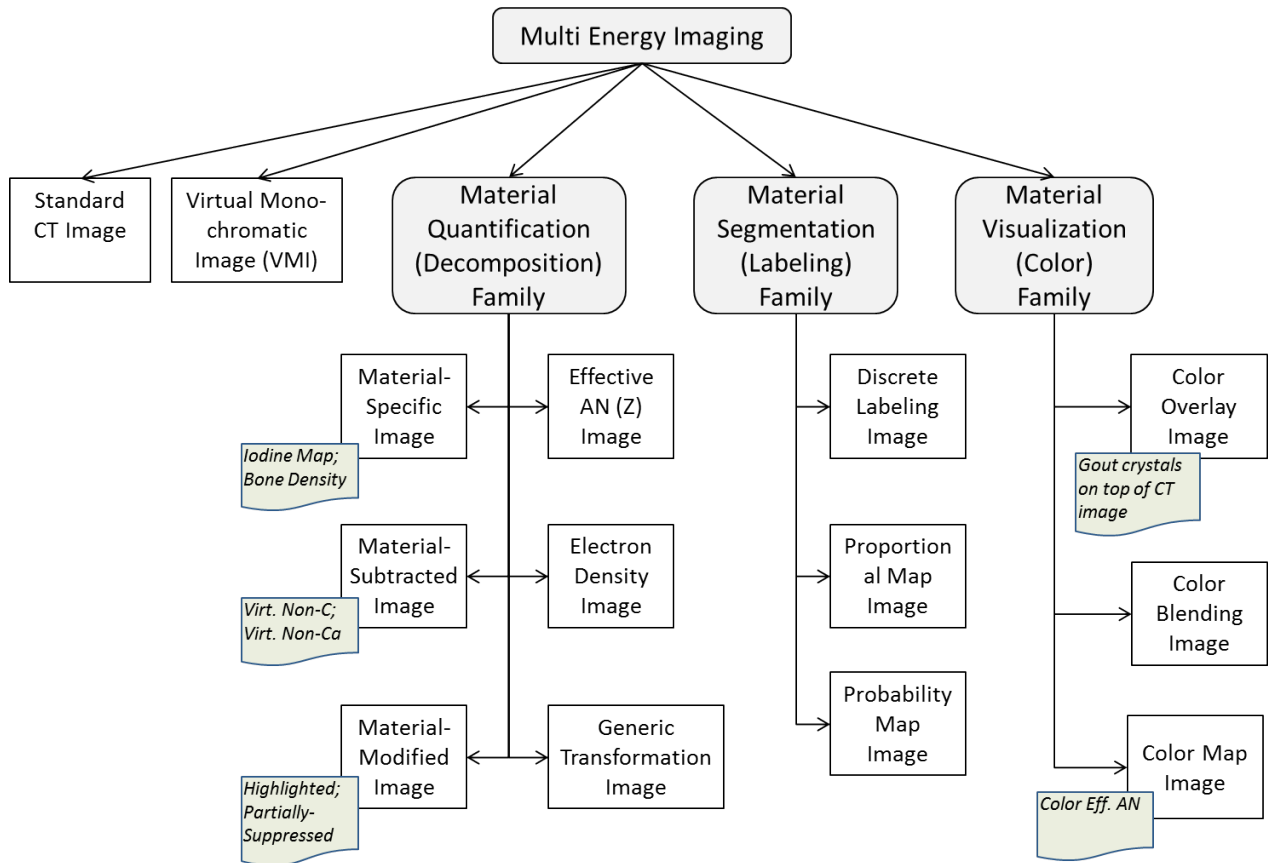 Multi Energy Imaging
Standard
CT Image
Virtual Mono-
chromatic
Image (VMI)
Material
Quantification
(Decomposition)
Family
Material
Segmentation
(Labeling)
Family
Material
Visualization
(Color)
Family
Material-
Specific
Image
Iodine Map;
Bone Density
Effective
AN (Z)
Image
Discrete
Labeling
Image
Color
Overlay
Image
Gout crystals
on top of CT
image
Material-
Subtracted
Image
Virt. Non-C;
Virt. Non-Ca
Electron
Density
Image
Proportion
al Map
Image
Color
Blending
Image
Material-
Modified
Image
Highlighted;
Partially-
Suppressed
Generic
Transformation
Image
Probability
Map
Image
Color Map
Image
Color Eff. AN